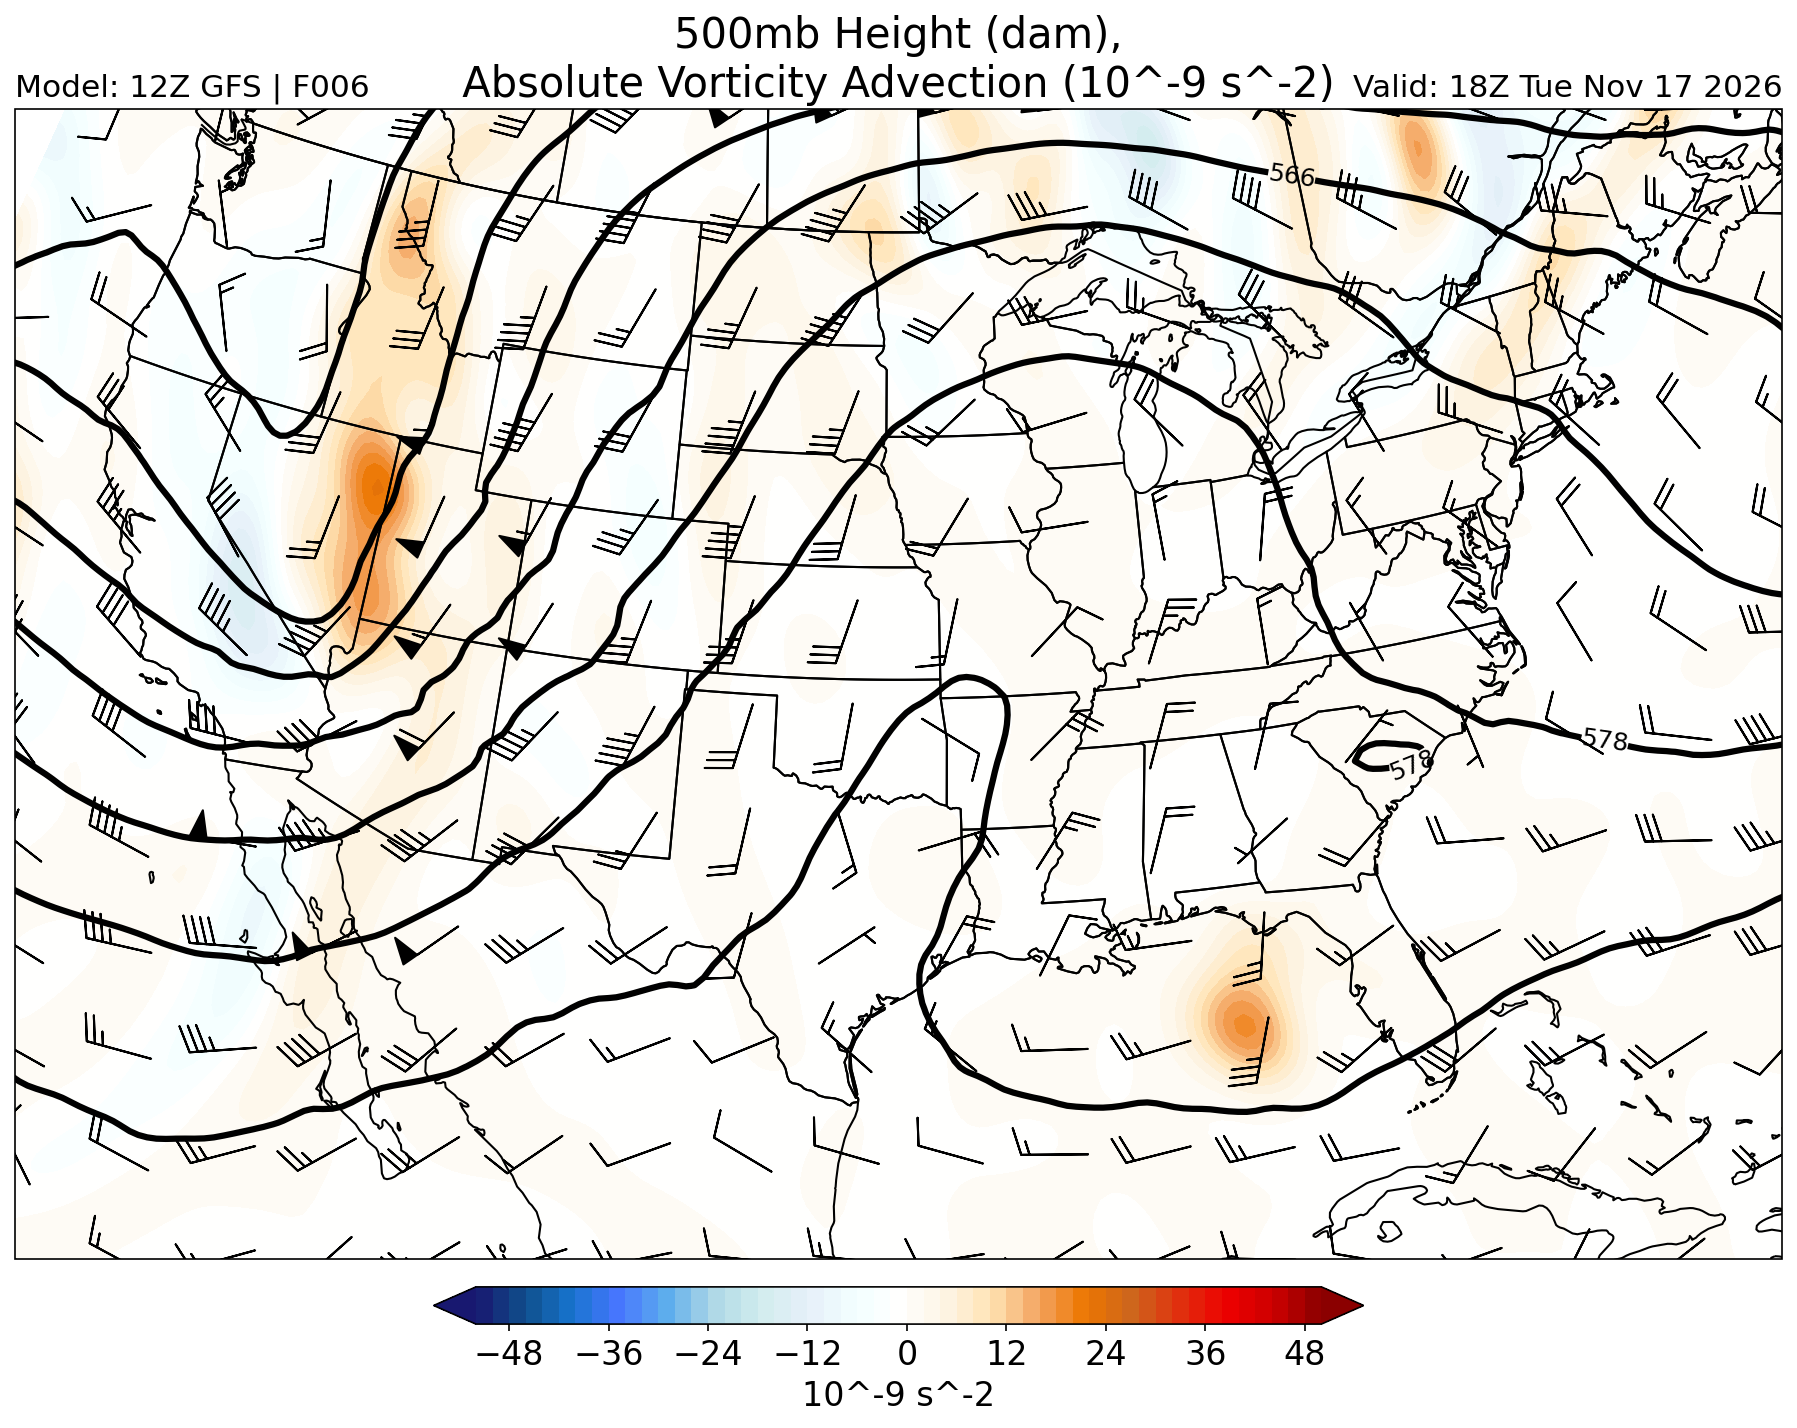 500mb Height (dam),
Model: 12Z GFS | F006
Absolute Vorticity Advection (10^-9 s^-2)
Valid: 18Z Tue Nov 17 2026
566
578
578
−48 −36 −24 −12 0 12 24 36 48
10^-9 s^-2